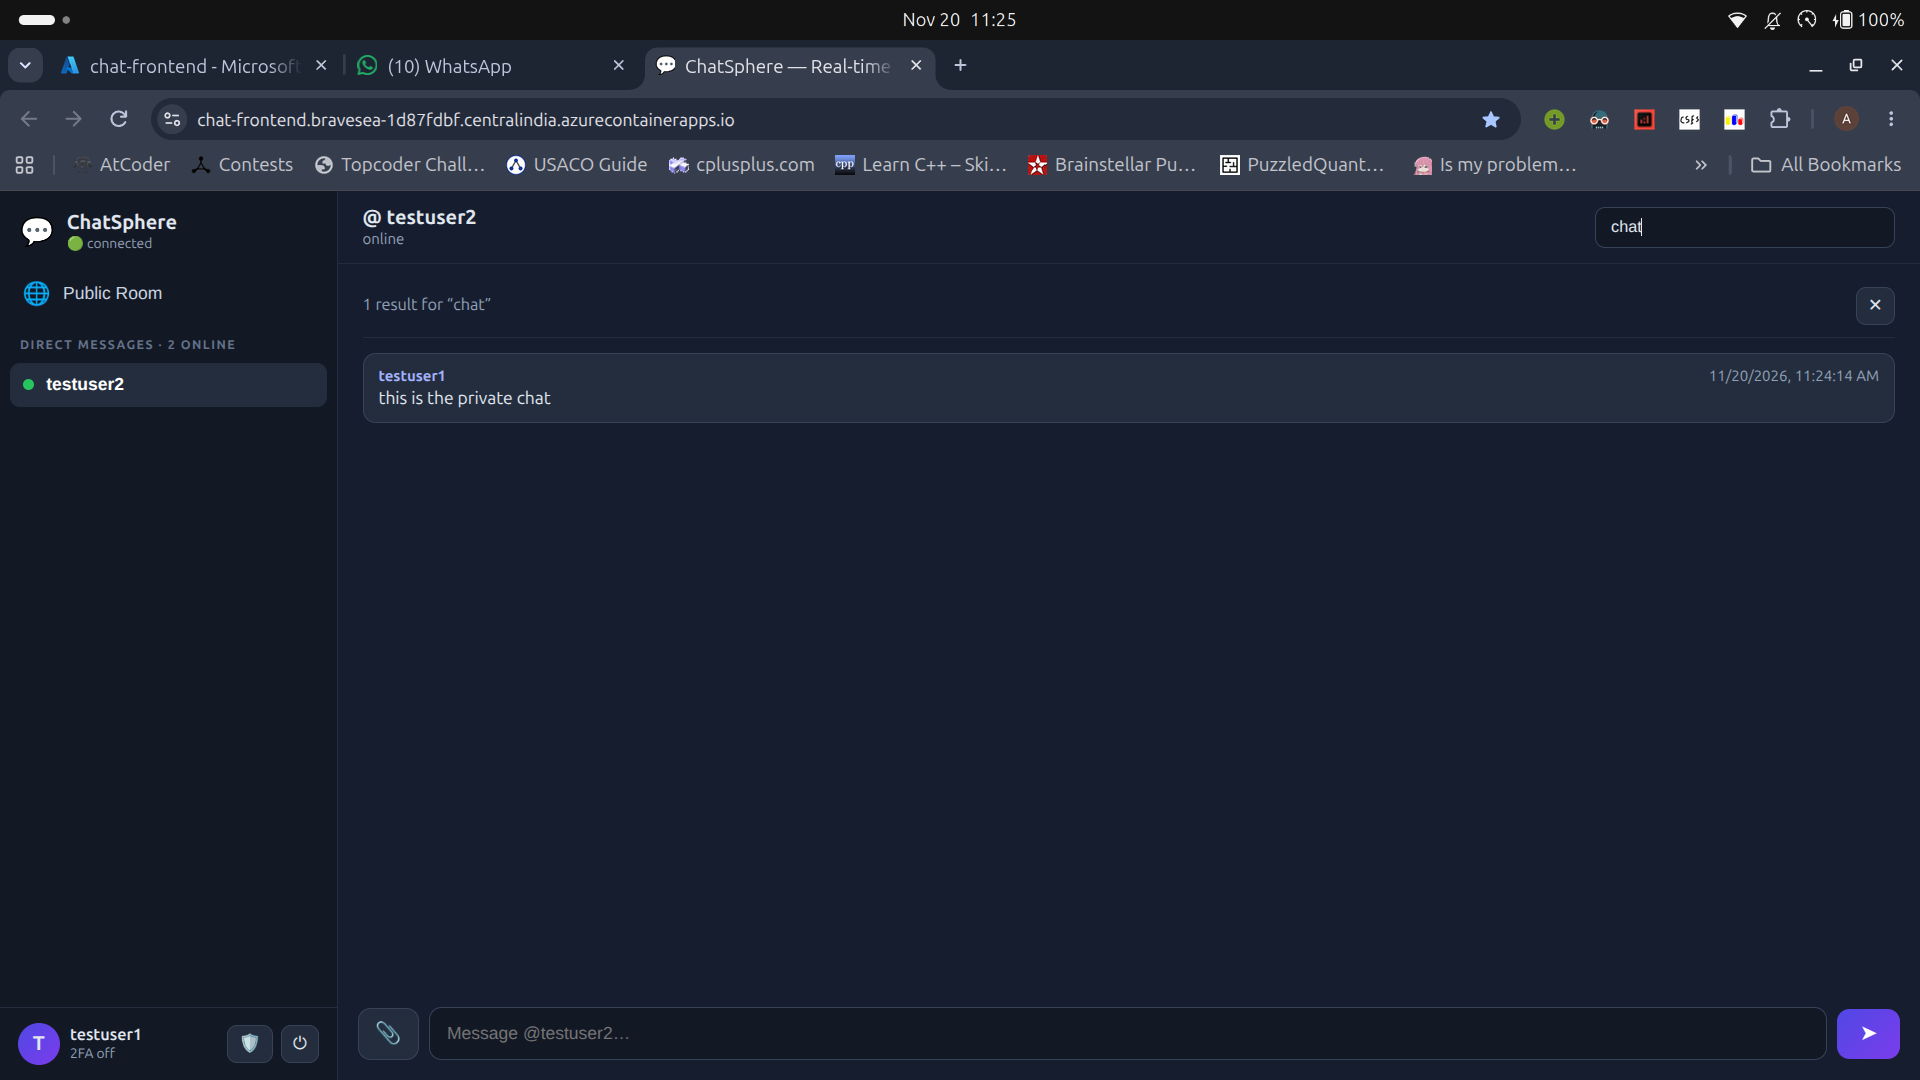 Nov 20 11:25
100%
chat-frontend - Microsoft
(10) WhatsApp
ChatSphere — Real-time
chat-frontend.bravesea-1d87fdbf.centralindia.azurecontainerapps.io
A
AtCoder
Contests
Topcoder Chall...
USACO Guide
cplusplus.com
cpp
Learn C++ – Ski...
Brainstellar Pu...
PuzzledQuant...
Is my problem...
All Bookmarks
ChatSphere
connected
Public Room
DIRECT MESSAGES · 2 ONLINE
testuser2
@ testuser2
online
chat
1 result for “chat”
testuser1
11/20/2026, 11:24:14 AM
this is the private chat
T
testuser1
2FA off
Message @testuser2...